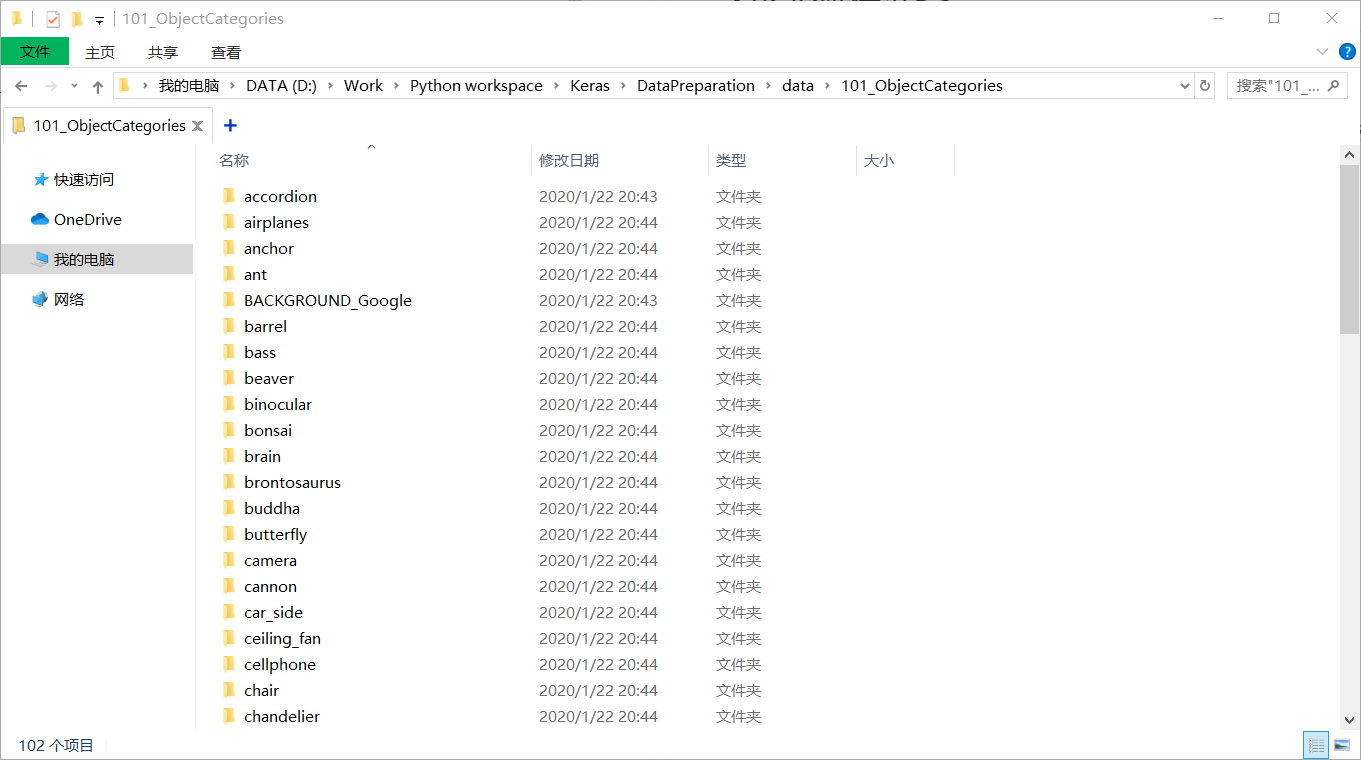 101_ObjectCategories
文件 主页 共享 查看
我的电脑 DATA (D:) Work Python workspace Keras DataPreparation data 101_ObjectCategories 搜索"101_...
101_ObjectCategories
名称 修改日期 类型 大小
快速访问
OneDrive
我的电脑
网络
accordion 2020/1/22 20:43 文件夹
airplanes 2020/1/22 20:44 文件夹
anchor 2020/1/22 20:44 文件夹
ant 2020/1/22 20:44 文件夹
BACKGROUND_Google 2020/1/22 20:43 文件夹
barrel 2020/1/22 20:44 文件夹
bass 2020/1/22 20:44 文件夹
beaver 2020/1/22 20:44 文件夹
binocular 2020/1/22 20:44 文件夹
bonsai 2020/1/22 20:44 文件夹
brain 2020/1/22 20:44 文件夹
brontosaurus 2020/1/22 20:44 文件夹
buddha 2020/1/22 20:44 文件夹
butterfly 2020/1/22 20:44 文件夹
camera 2020/1/22 20:44 文件夹
cannon 2020/1/22 20:44 文件夹
car_side 2020/1/22 20:44 文件夹
ceiling_fan 2020/1/22 20:44 文件夹
cellphone 2020/1/22 20:44 文件夹
chair 2020/1/22 20:44 文件夹
chandelier 2020/1/22 20:44 文件夹
102 个项目